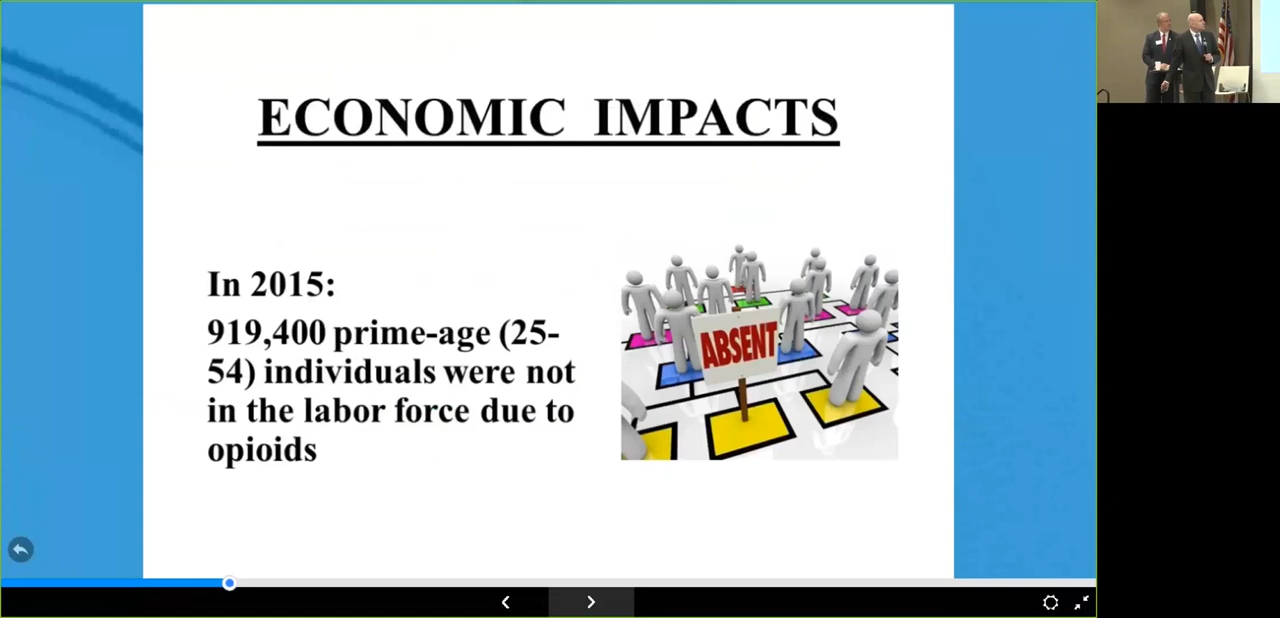 ECONOMIC IMPACTS
In 2015:
919,400 prime-age (25-
54) individuals were not
in the labor force due to
opioids
ABSENT